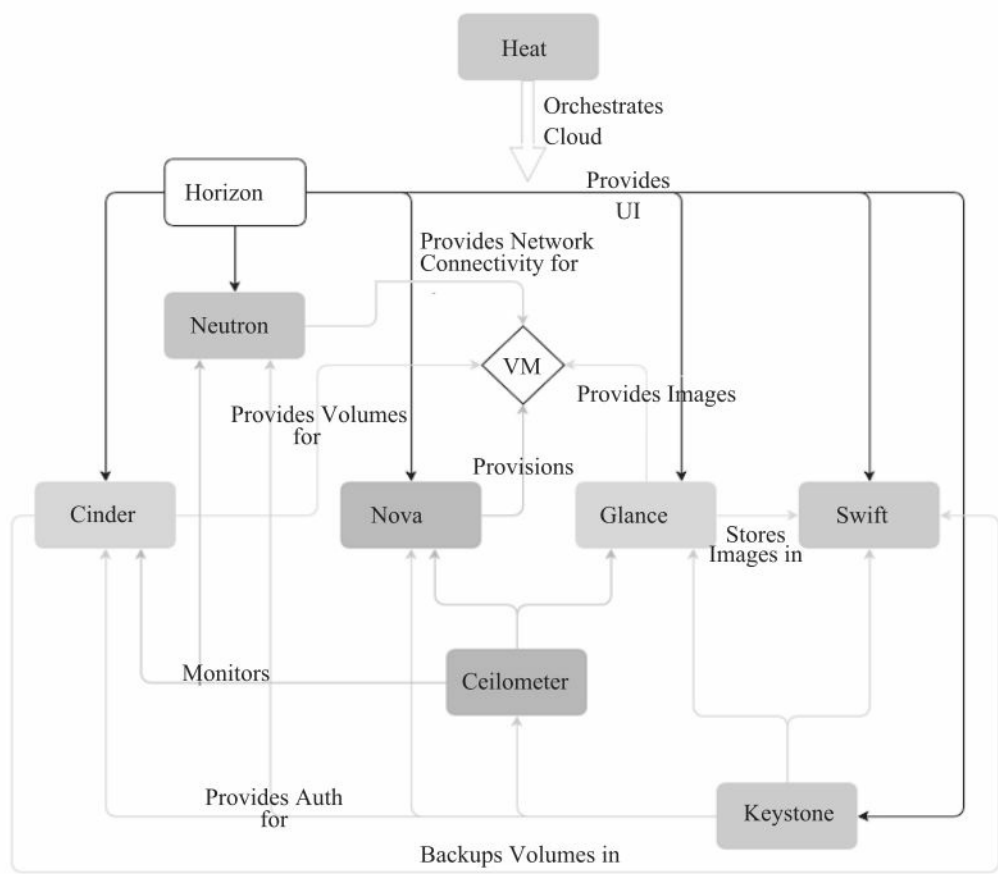 Heat
Orchestrates
Cloud
Horizon
Provides
UI
Provides Network
Connectivity for
Neutron
VM
Provides Images
Provides Volumes
for
Provisions
Cinder
Nova
Glance
Swift
Stores
Images in
Monitors
Ceilometer
Provides Auth
for
Keystone
Backups Volumes in